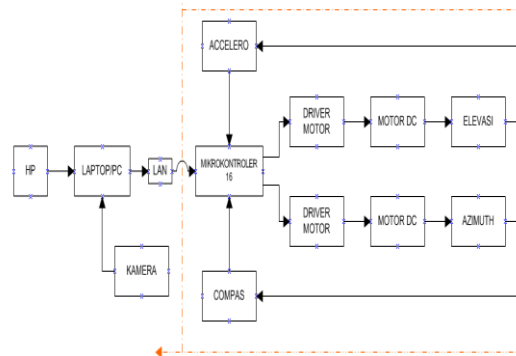 ACCELERO
DRIVER
MOTOR
MOTOR DC
ELEVASI
HP
LAPTOP/PC
LAN
MIKROKONTROLER
16
DRIVER
MOTOR
MOTOR DC
AZIMUTH
KAMERA
COMPAS